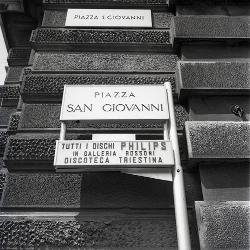 PIAZZA S GIOVANNI
PIAZZA
SAN GIOVANNI
TUTTI I DISCHI PHILIPS
IN GALLERIA ROSSONI
DISCOTECA TRIESTINA